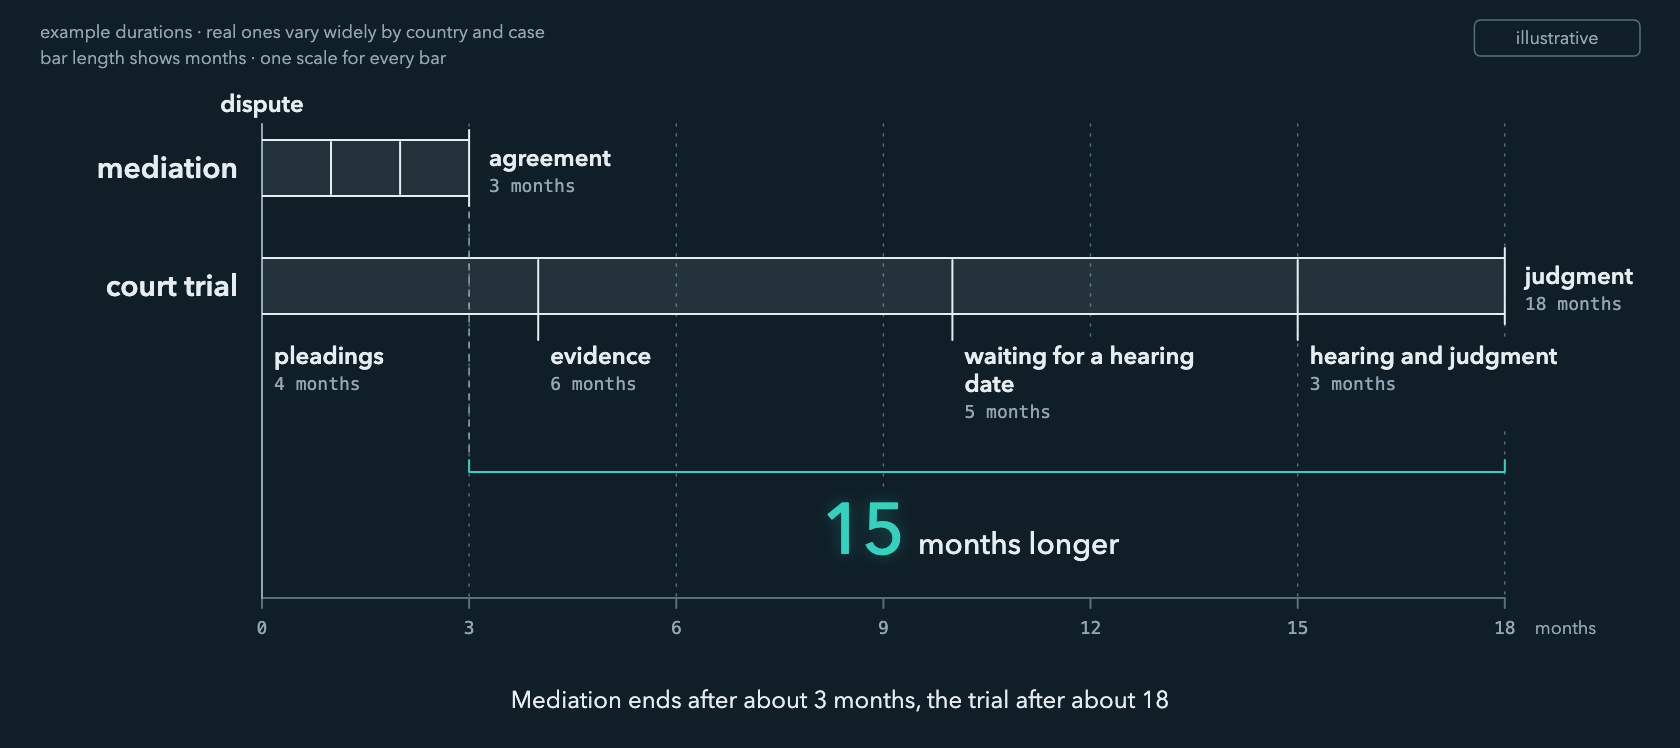 example durations · real ones vary widely by country and case
bar length shows months · one scale for every bar
illustrative
dispute
mediation
agreement
3 months
court trial
judgment
18 months
pleadings
4 months
evidence
6 months
waiting for a hearing
date
5 months
hearing and judgment
3 months
15 months longer
0 3 6 9 12 15 18 months
Mediation ends after about 3 months, the trial after about 18